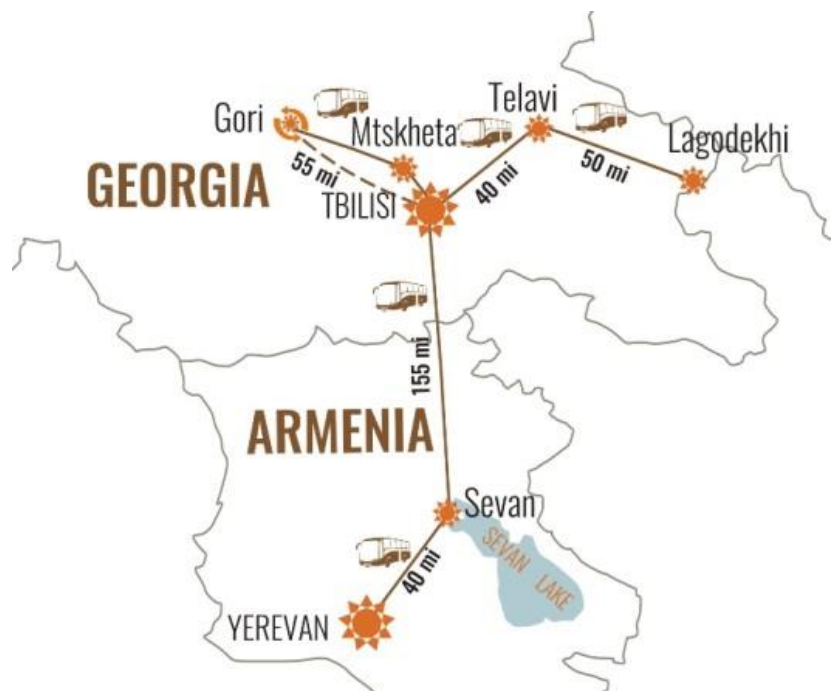 Telavi
Gori
Mtskheta
Lagodekhi
55 mi
40 mi
50 mi
GEORGIA
TBILISI
155 mi
ARMENIA
Sevan
SEVAN LAKE
40 mi
YEREVAN